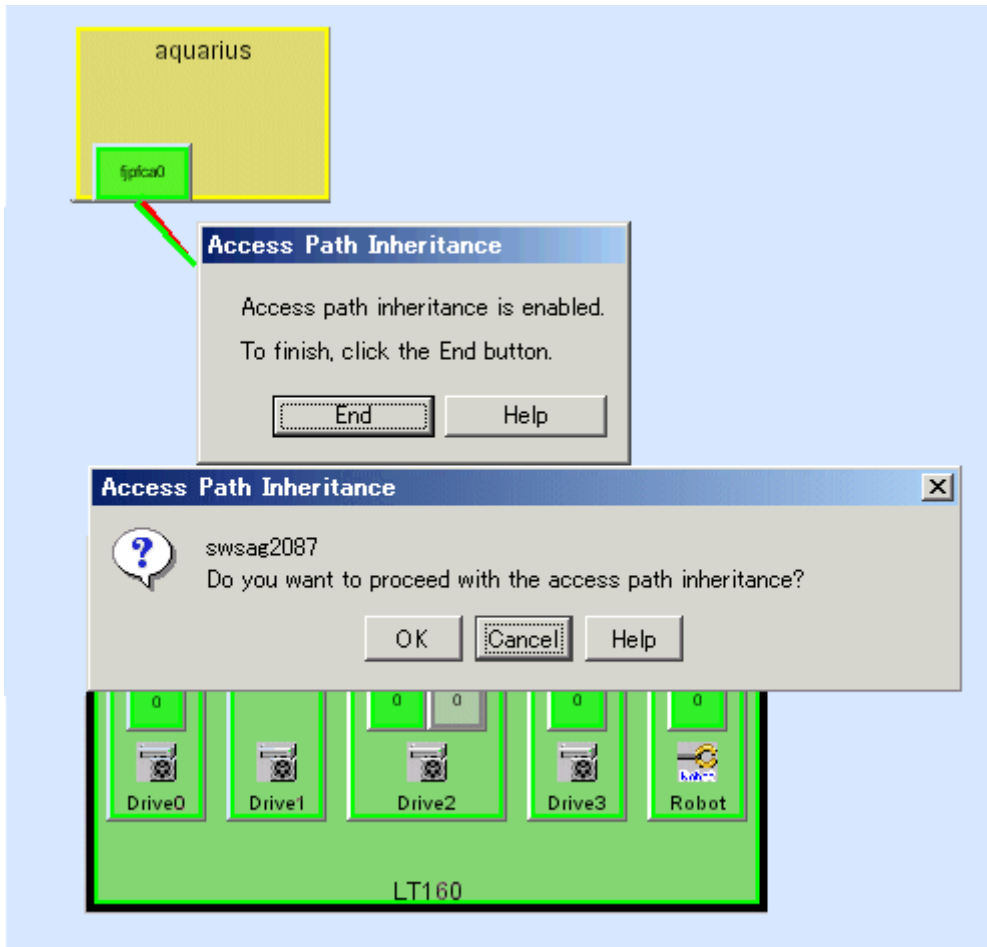 aquarius
fjpfca0
Access Path Inheritance
Access path inheritance is enabled.
To finish, click the End button.
End Help
Access Path Inheritance
swsag2087
Do you want to proceed with the access path inheritance?
OK Cancel Help
0 0 0 0 0
Drive0 Drive1 Drive2 Drive3 Robot
LT160